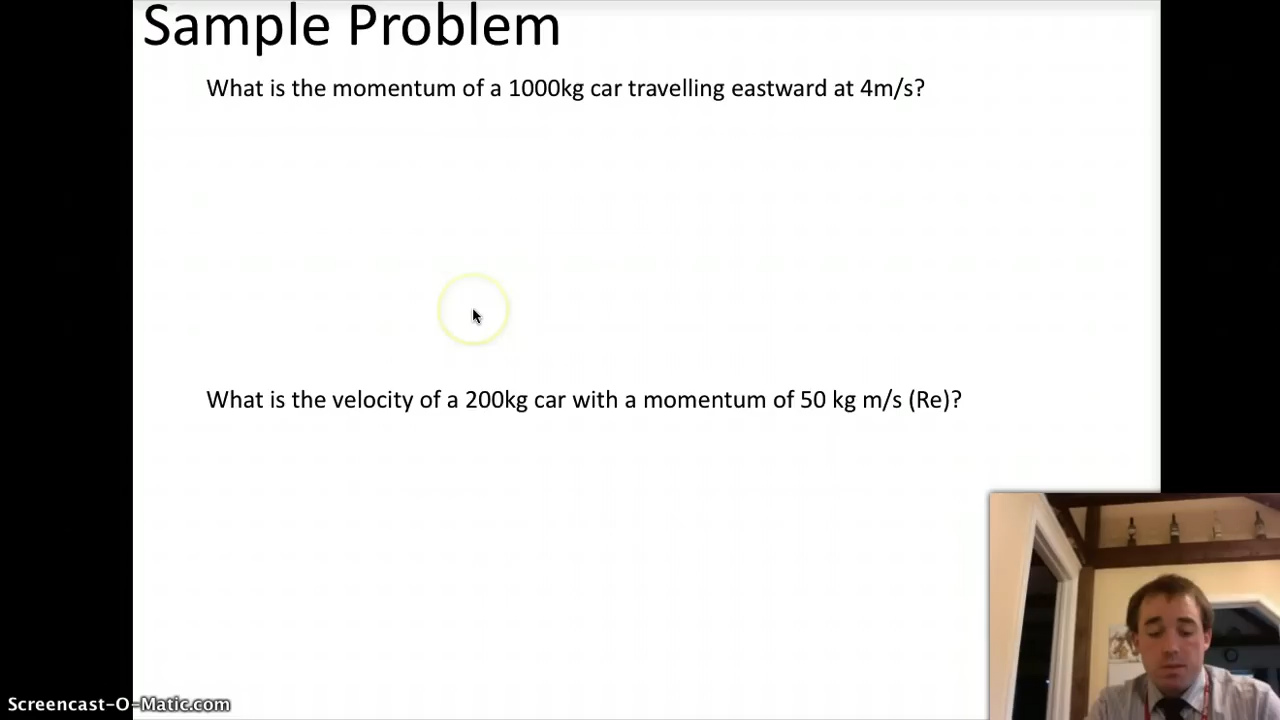 Sample Problem
What is the momentum of a 1000kg car travelling eastward at 4m/s?
What is the velocity of a 200kg car with a momentum of 50 kg m/s (Re)?
Screencast-O-Matic.com